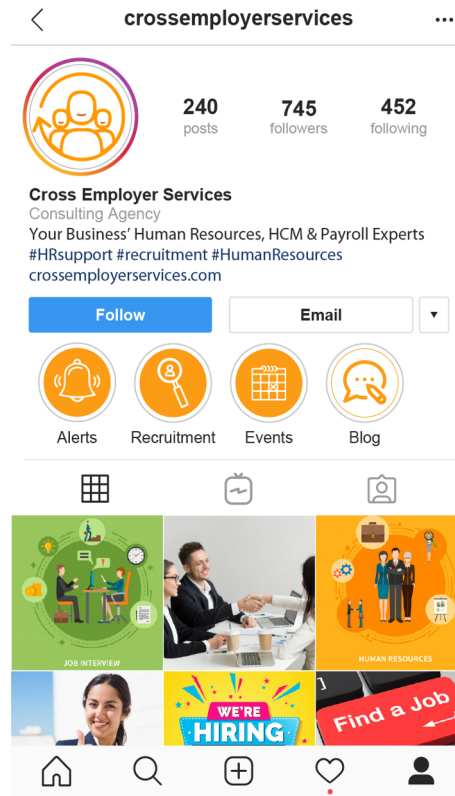 crossemployerservices
240 745 452
posts followers following
Cross Employer Services
Consulting Agency
Your Business’ Human Resources, HCM & Payroll Experts
#HRsupport #recruitment #HumanResources
crossemployerservices.com
Follow Email
Alerts Recruitment Events Blog
JOB INTERVIEW HUMAN RESOURCES
WE'RE
HIRING
]
Find a Job